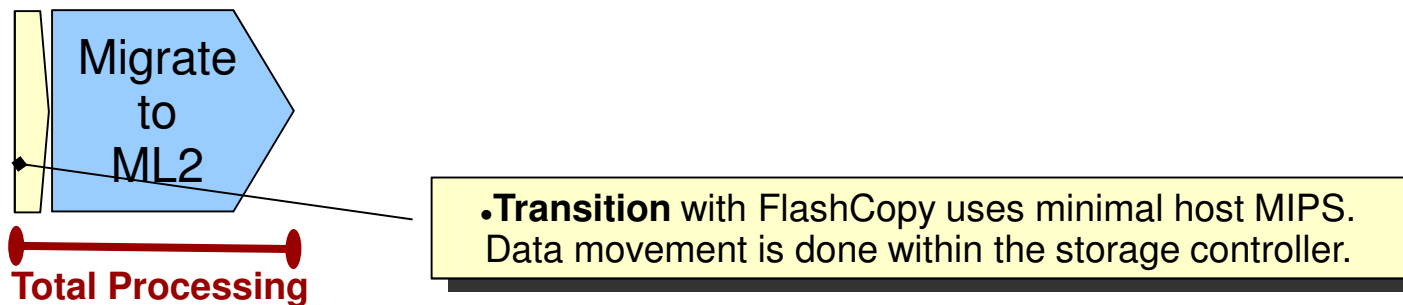 Migrate
to
ML2
•Transition with FlashCopy uses minimal host MIPS.
Data movement is done within the storage controller.
Total Processing